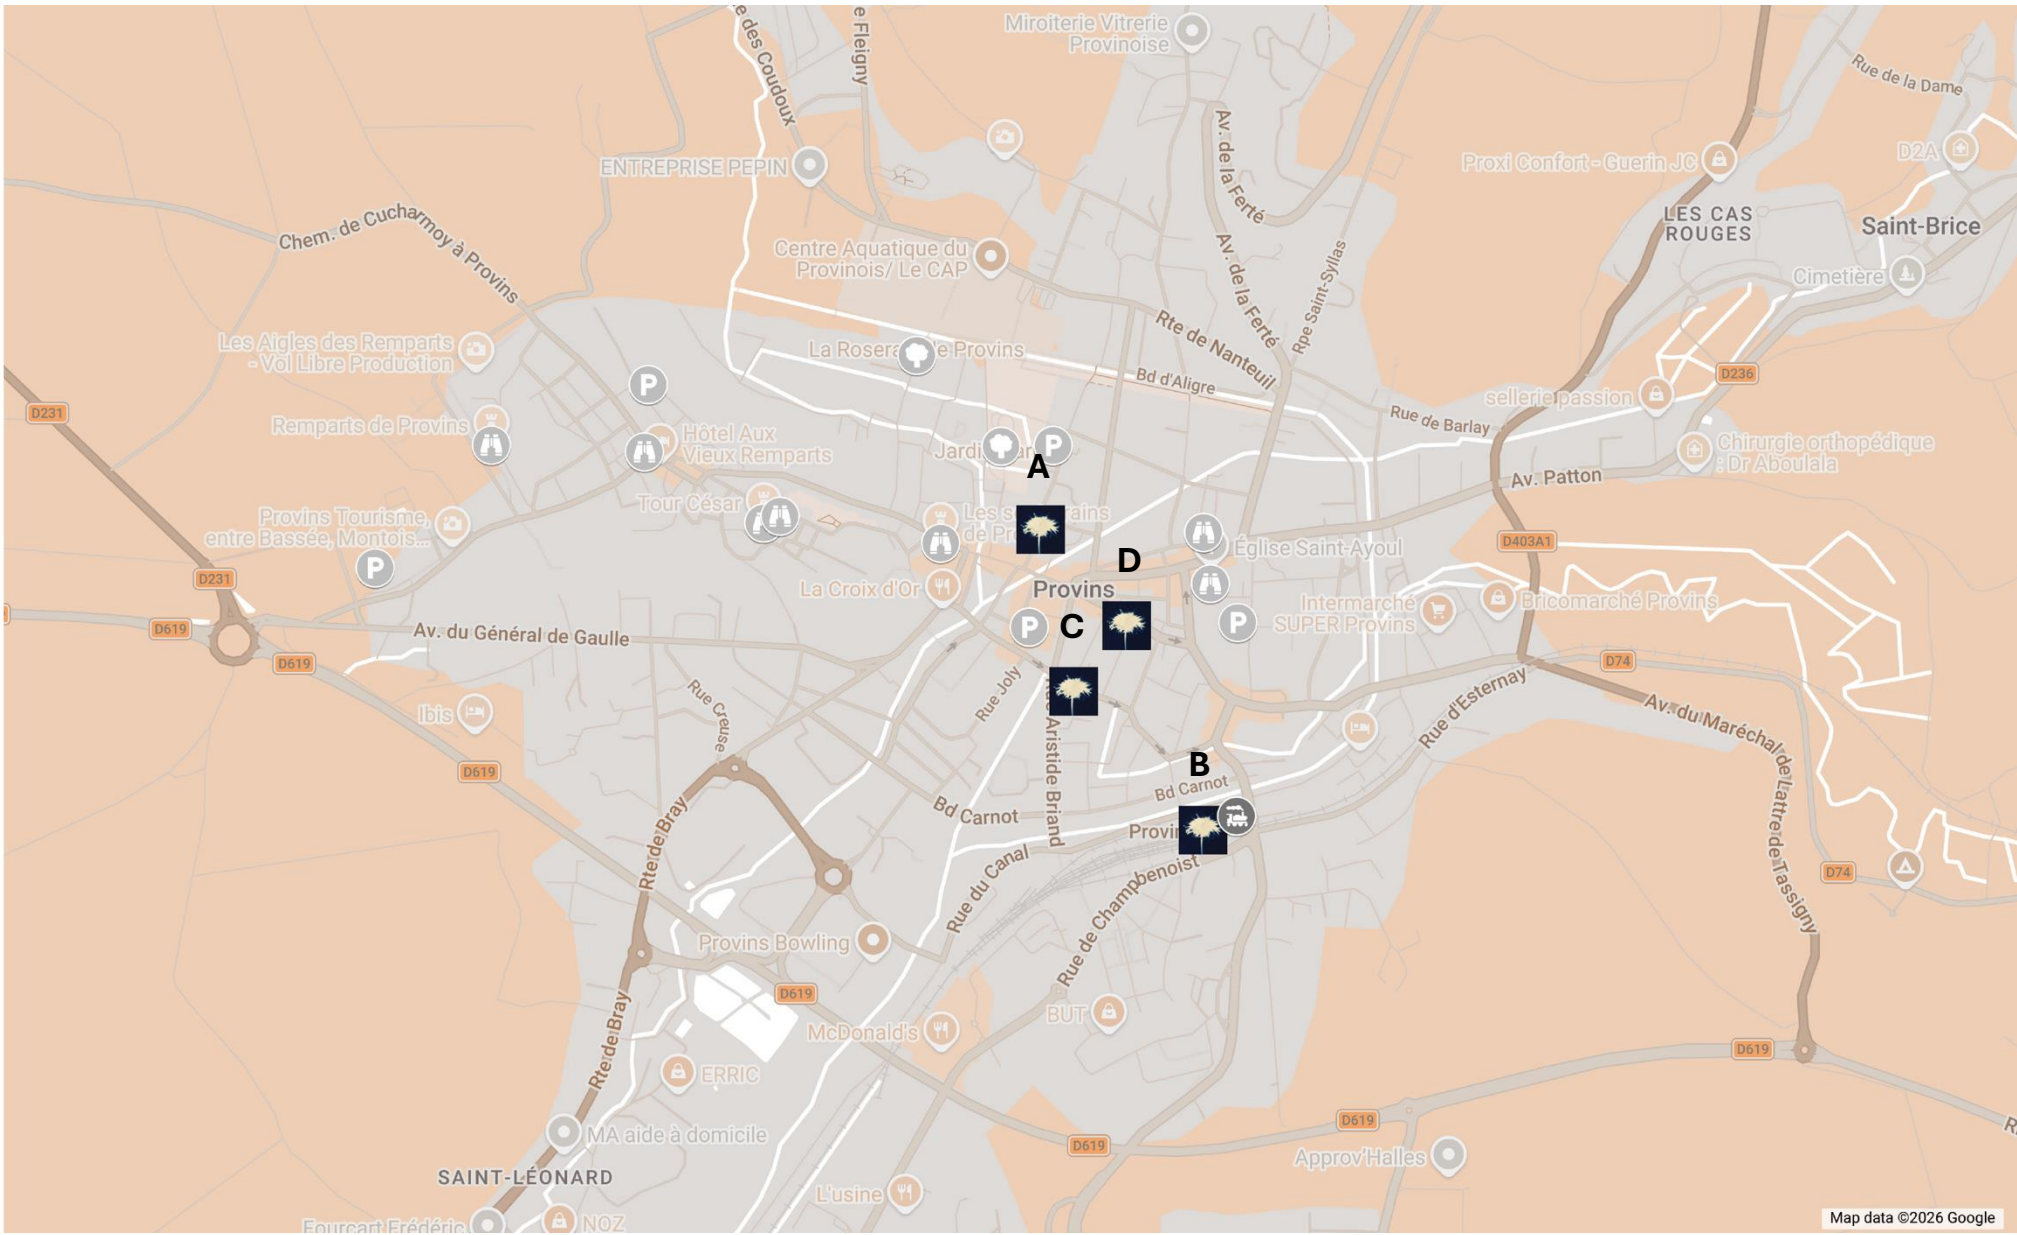 e des Coudoux
e Fleigny
Miroiterie Vitrerie
Provinoise
Rue de la Dame
ENTREPRISE PEPIN
Av. de la Ferté
Proxi Confort - Guerin JC
D2A
LES CAS
ROUGES
Saint-Brice
Chem. de Cucharmoy à Provins
Centre Aquatique du
Provinois/ Le CAP
Av. de la Ferté
Rpe Saint-Syllas
Cimetière
Les Aigles des Remparts
- Vol Libre Production
La Rosera e de Provins
Rte de Nanteuil
Bd d'Aligre
D236
sellerie passion
D231
Remparts de Provins
P
Hôtel Aux
Vieux Remparts
Rue de Barlay
Chirurgie orthopédique
: Dr Aboulala
Jardi
P
A
Av. Patton
Tour César
Provins Tourisme,
entre Bassée, Montois...
P
Les s ains
de Pr
D
Église Saint-Ayoul
D403A1
D231
La Croix d'Or
Provins
Intermarché
SUPER Provins
Bricomarché Provins
D619
Av. du Général de Gaulle
P
C
P
D619
D74
Rue Creuse
Rue Joly
Rue d'Esternay
Av. du Maréchal de Lattre de Tassigny
Ibis
Aristide Briand
D619
B
Bd Carnot
Bd Carnot
Rte de Bray
Provin
Rue du Canal
Rue de Champbenoist
D74
Provins Bowling
D619
Rte de Bray
McDonald's
BUT
D619
ERRIC
D619
D619
MA aide à domicile
Approv'Halles
SAINT-LÉONARD
L'usine
Fourcart Frédéric
NOZ
Map data ©2026 Google